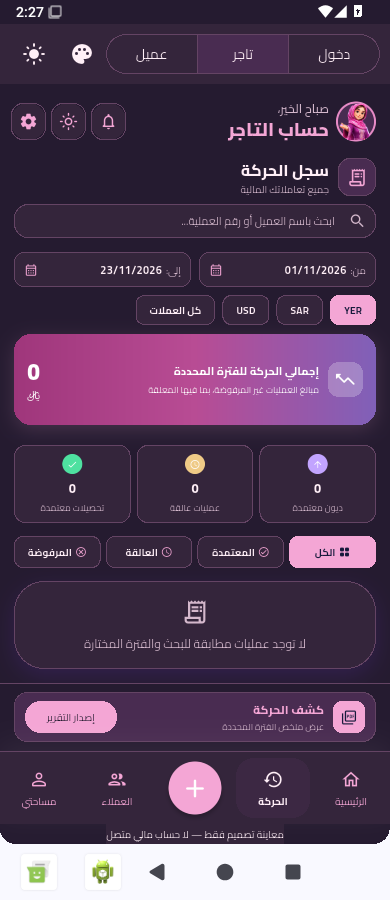 2:27
دخول
تاجر
عميل
صباح الخير،
حساب التاجر
سجل الحركة
جميع تعاملاتك المالية
ابحث باسم العميل أو رقم العملية...
من: 01/11/2026
إلى: 23/11/2026
YER
SAR
USD
كل العملات
إجمالي الحركة للفترة المحددة
مبالغ العمليات غير المرفوضة، بما فيها المعلقة
0
﷼
0
ديون معتمدة
0
عمليات عالقة
0
تحصيلات معتمدة
الكل
المعتمدة
العالقة
المرفوضة
لا توجد عمليات مطابقة للبحث والفترة المختارة
PDF
كشف الحركة
عرض ملخص الفترة المحددة
إصدار التقرير
الرئيسية
الحركة
العملاء
مساحتي
معاينة تصميم فقط — لا حساب مالي متصل